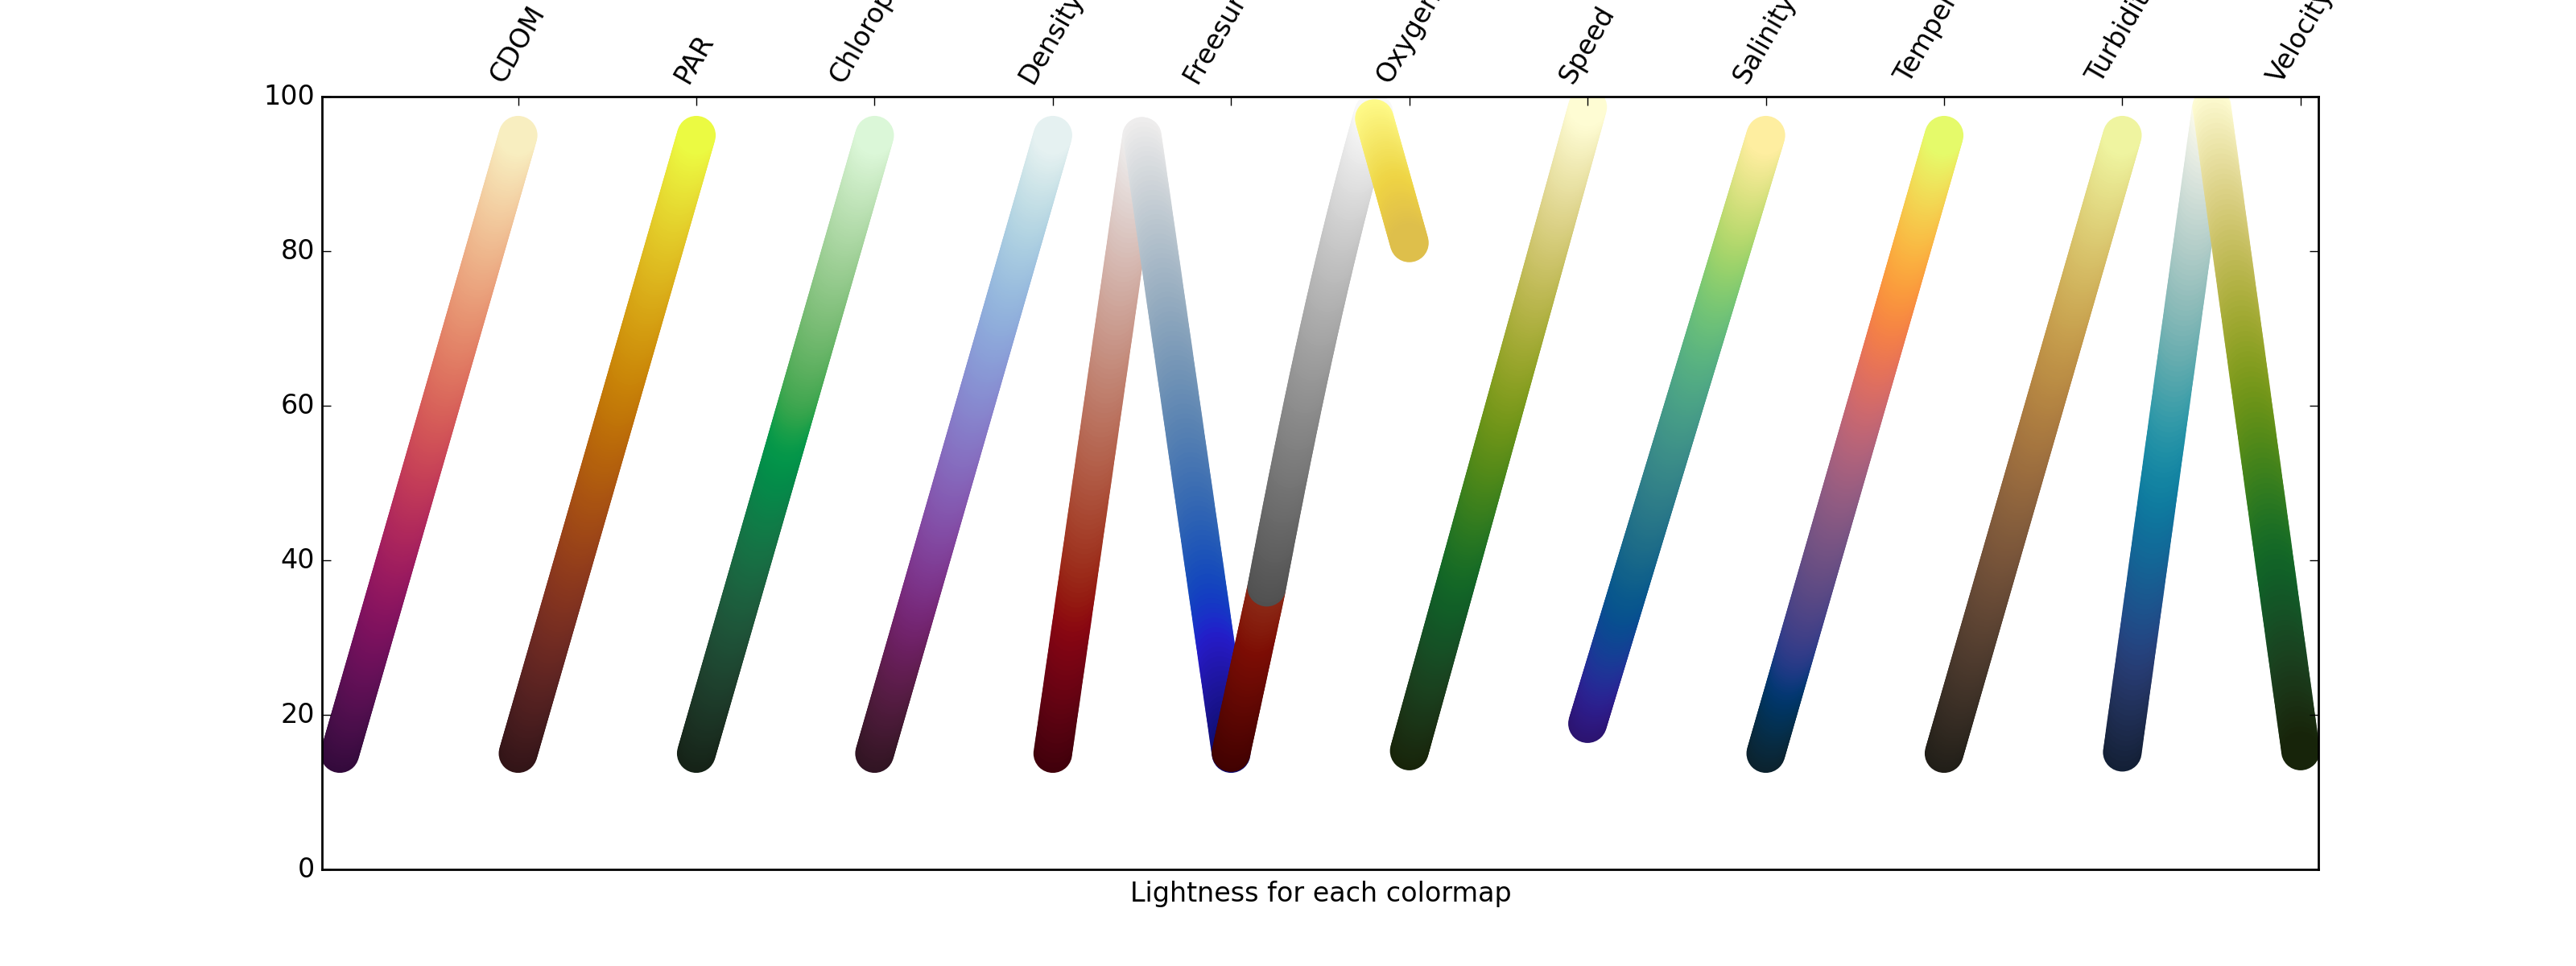 CDOM
PAR
Chlorop
Density
Freesur
Oxygen
Speed
Salinity
Temper
Turbidit
Velocity
100
80
60
40
20
0
Lightness for each colormap